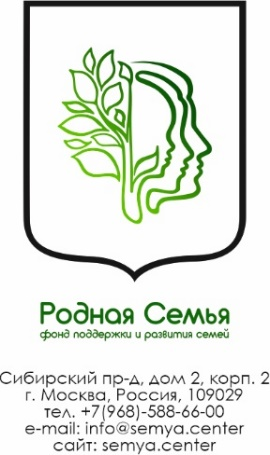 Родная Семья
фонд поддержки и развития семей
Сибирский пр-д, дом 2, корп. 2
г. Москва, Россия, 109029
тел. +7(968)-588-66-00
e-mail: info@semya.center
сайт: semya.center